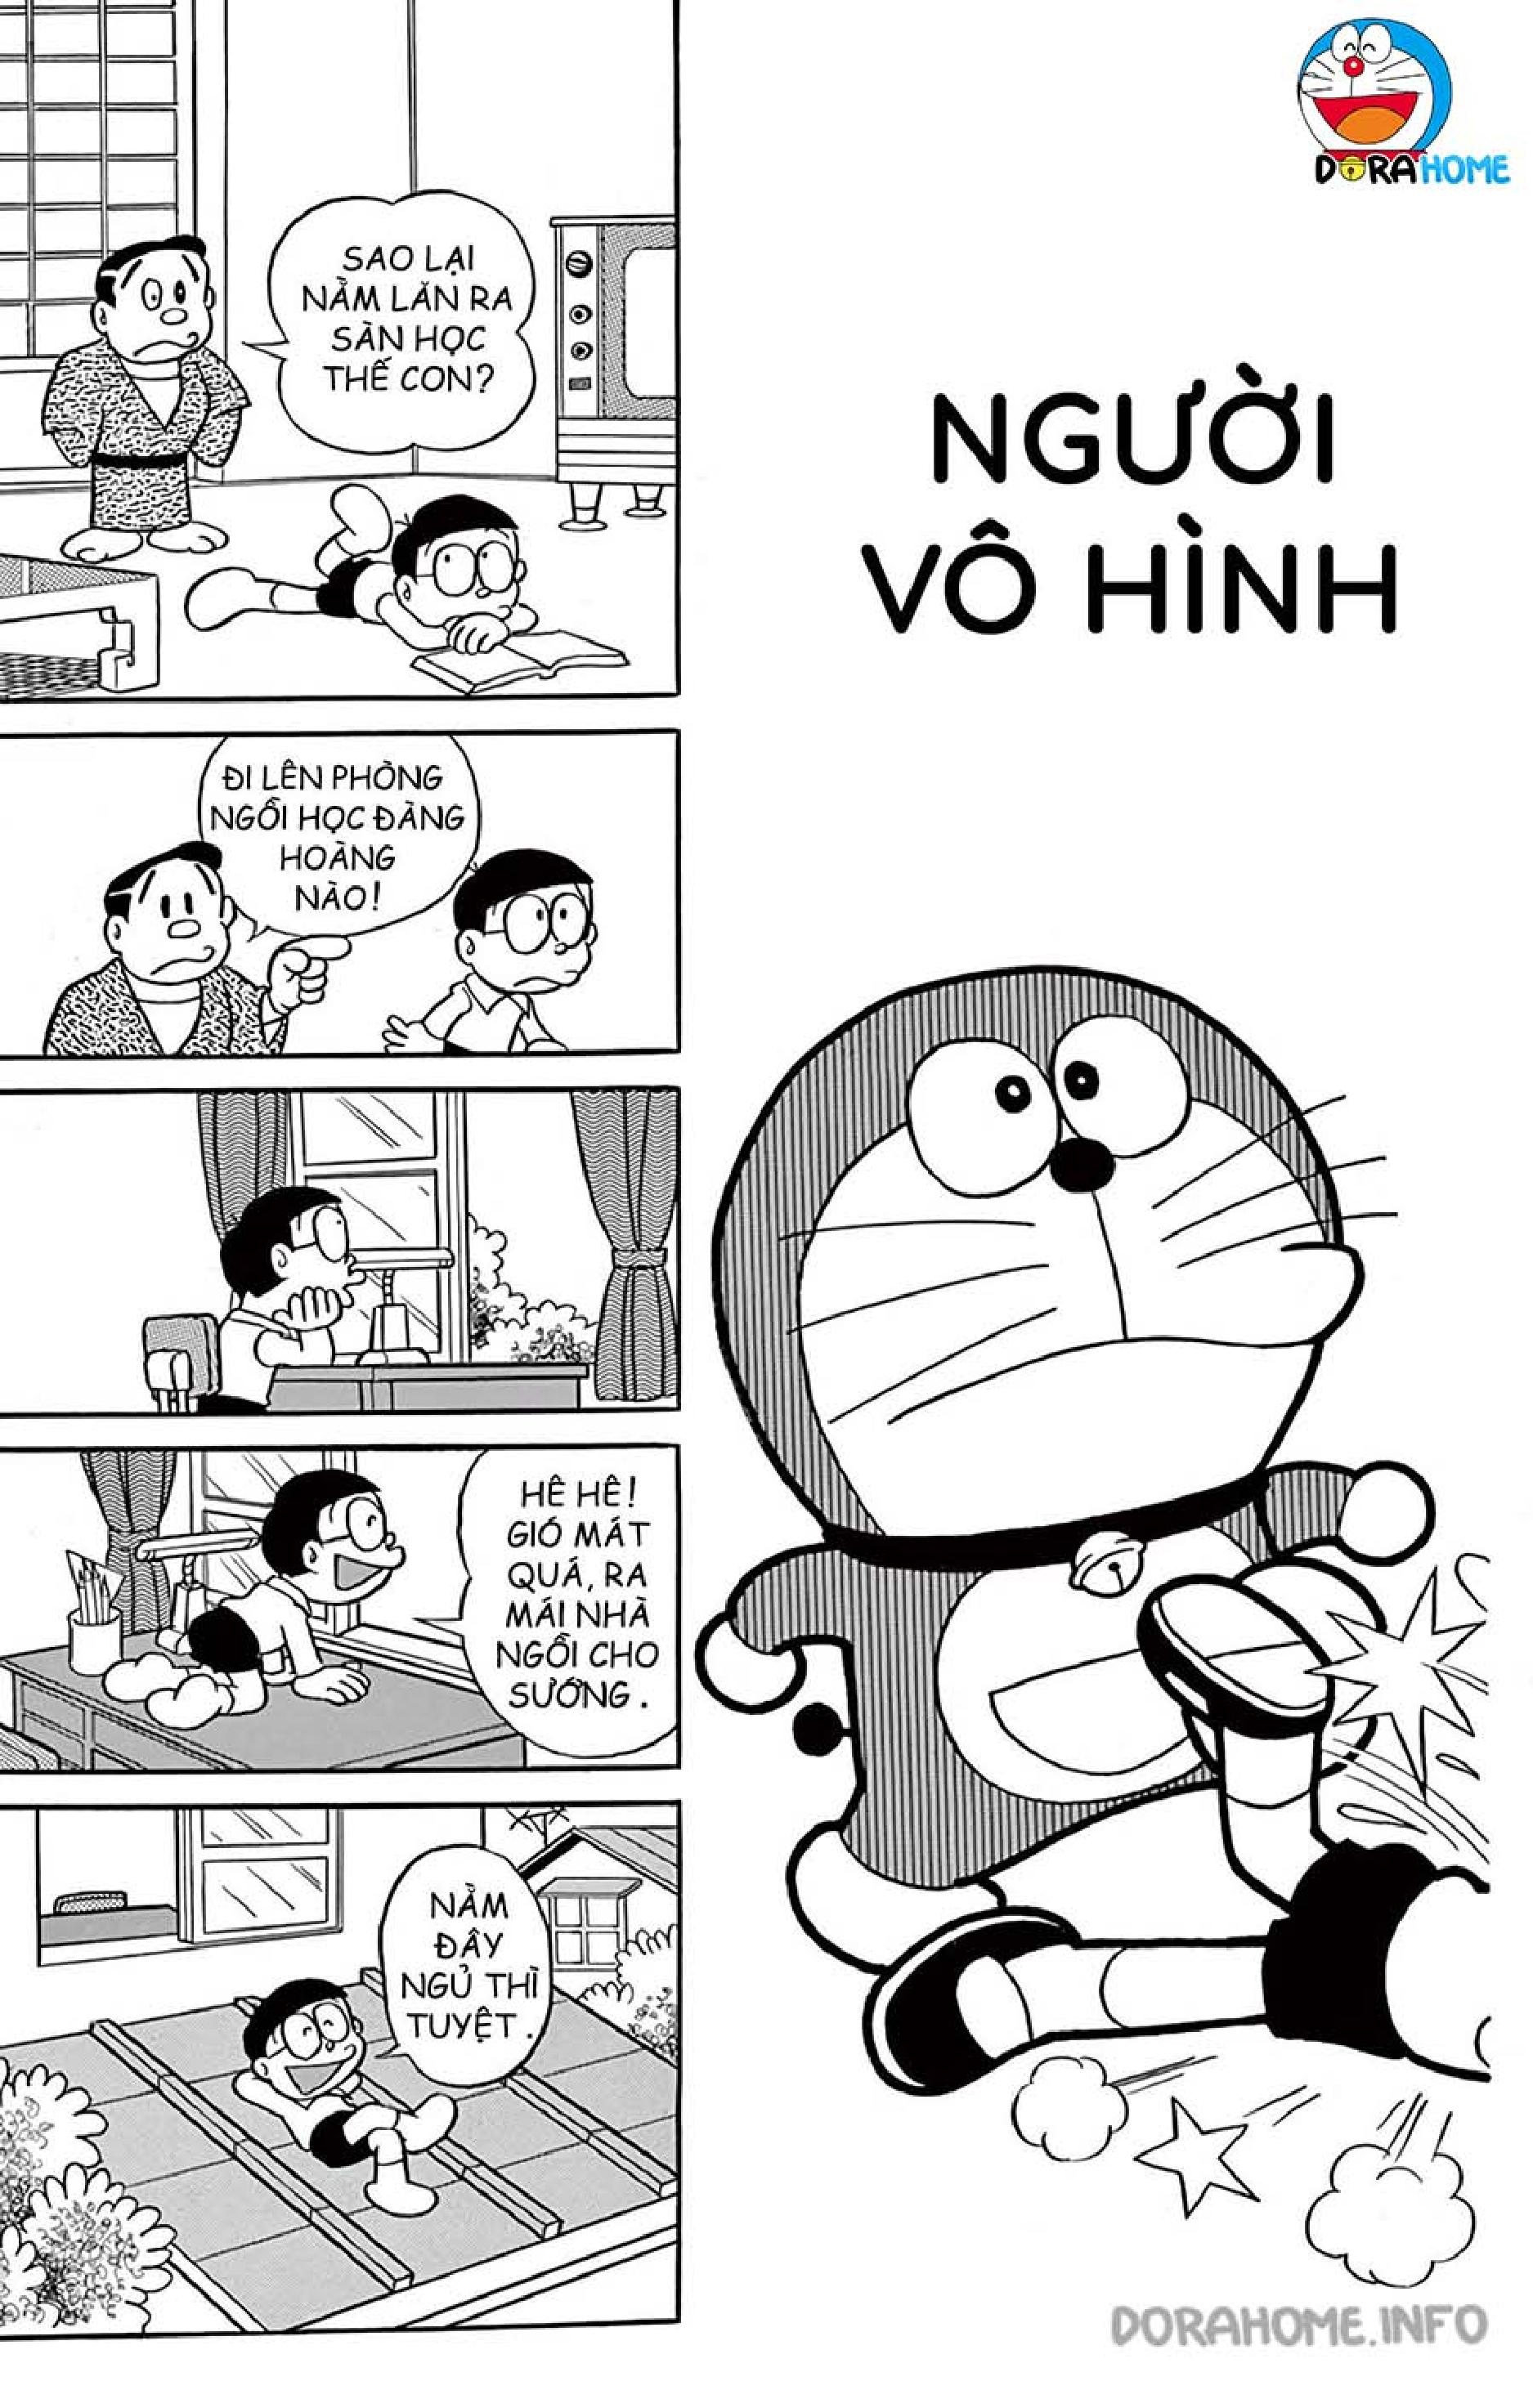 DORAHOME
NGƯỜI
VÔ HÌNH
SAO LẠI
NẰM LĂN RA
SÀN HỌC
THẾ CON?
ĐI LÊN PHÒNG
NGỒI HỌC ĐÀNG
HOÀNG
NÀO!
HÊ HÊ!
GIÓ MÁT
QUÁ, RA
MÁI NHÀ
NGỒI CHO
SƯỚNG.
NẰM
ĐÂY
NGỦ THÌ
TUYỆT.
DORAHOME.INFO